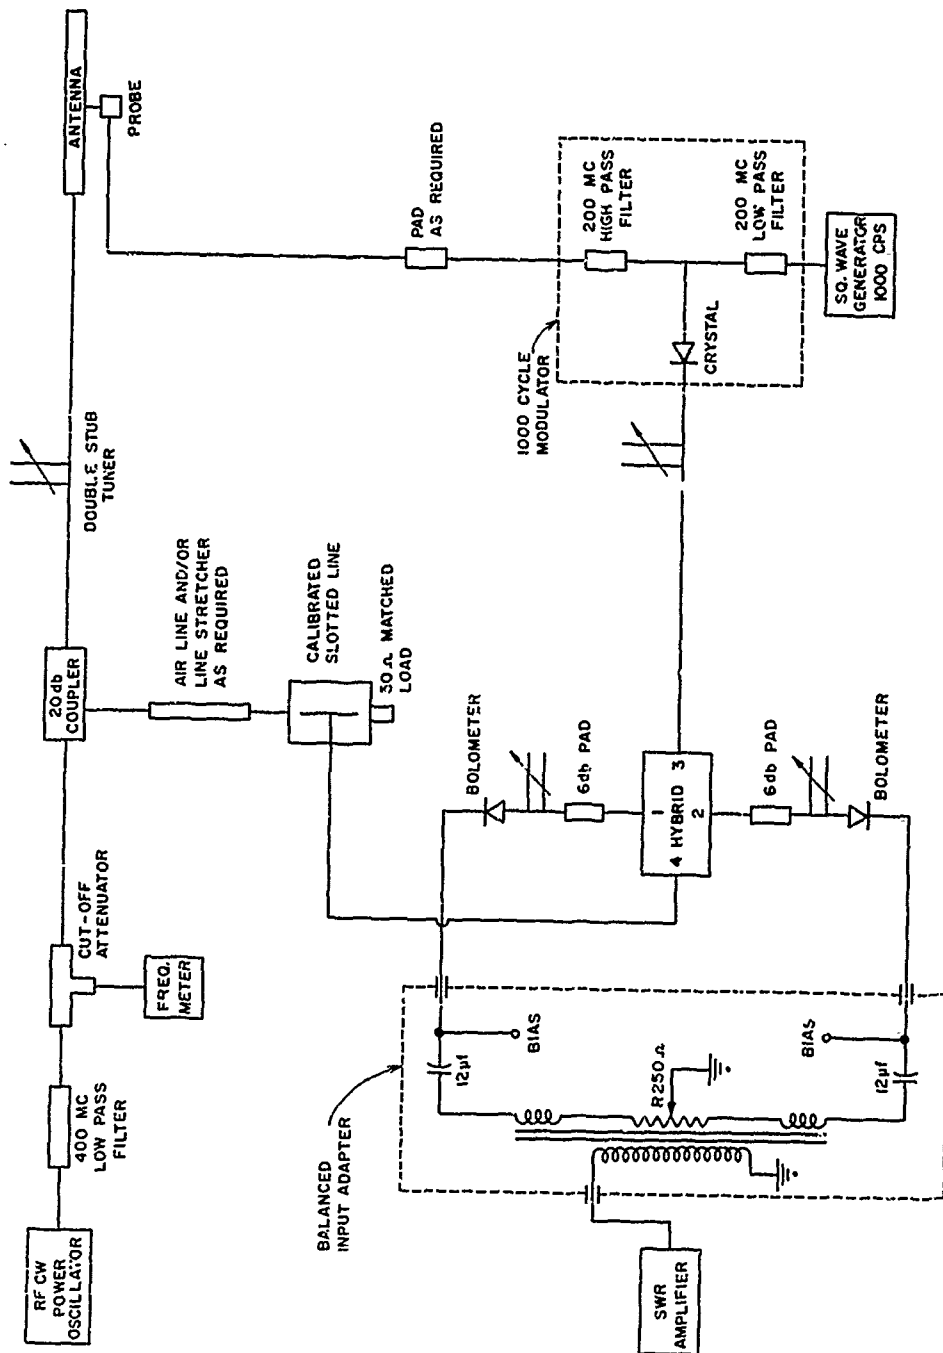 RF CW
POWER
OSCILLATOR
400 MC
LOW PASS
FILTER
CUT-OFF
ATTENUATOR
FREQ.
METER
20 db
COUPLER
DOUBLE STUB
TUNER
ANTENNA
PROBE
AIR LINE AND/OR
LINE STRETCHER
AS REQUIRED
CALIBRATED
SLOTTED LINE
50Ω MATCHED
LOAD
PAD
AS REQUIRED
1000 CYCLE
MODULATOR
200 MC
HIGH PASS
FILTER
200 MC
LOW PASS
FILTER
CRYSTAL
SQ. WAVE
GENERATOR
1000 CPS
BOLOMETER
6db PAD
1
4 HYBRID 3
2
6db PAD
BOLOMETER
BALANCED
INPUT ADAPTER
BIAS
12µf
R250Ω
BIAS
12µf
SWR
AMPLIFIER